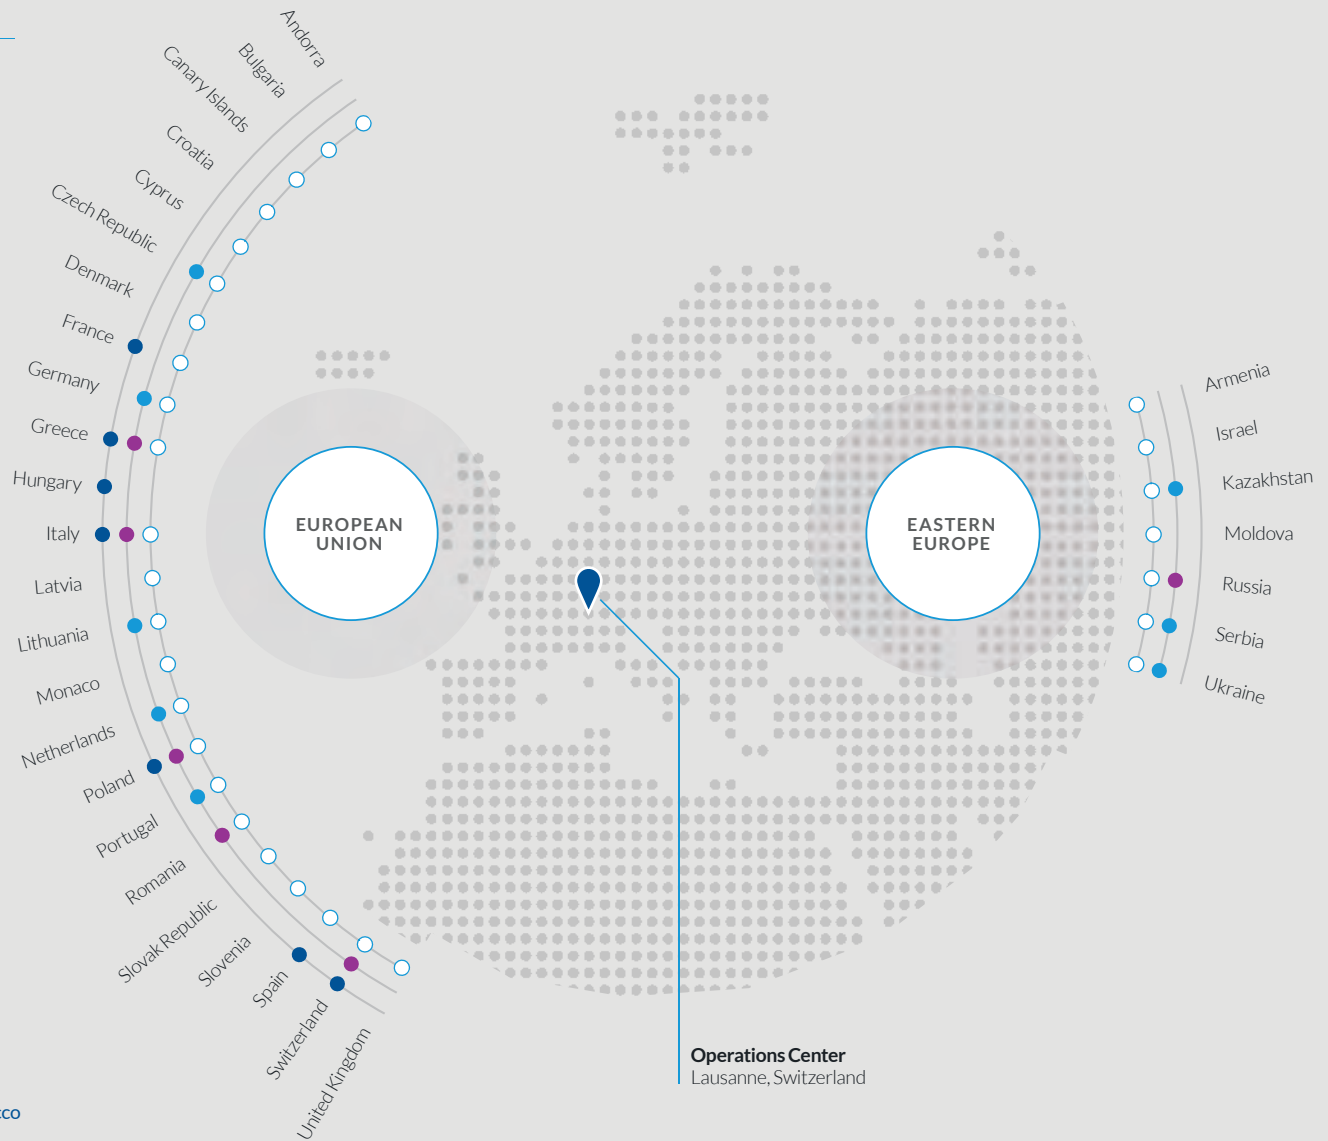 Andorra
Bulgaria
Canary Islands
Croatia
Cyprus
Czech Republic
Denmark
France
Germany
Greece
Hungary
Italy
Latvia
Lithuania
Monaco
Netherlands
Poland
Portugal
Romania
Slovak Republic
Slovenia
Spain
Switzerland
United Kingdom
EUROPEAN
UNION
EASTERN
EUROPE
Armenia
Israel
Kazakhstan
Moldova
Russia
Serbia
Ukraine
Operations Center
Lausanne, Switzerland